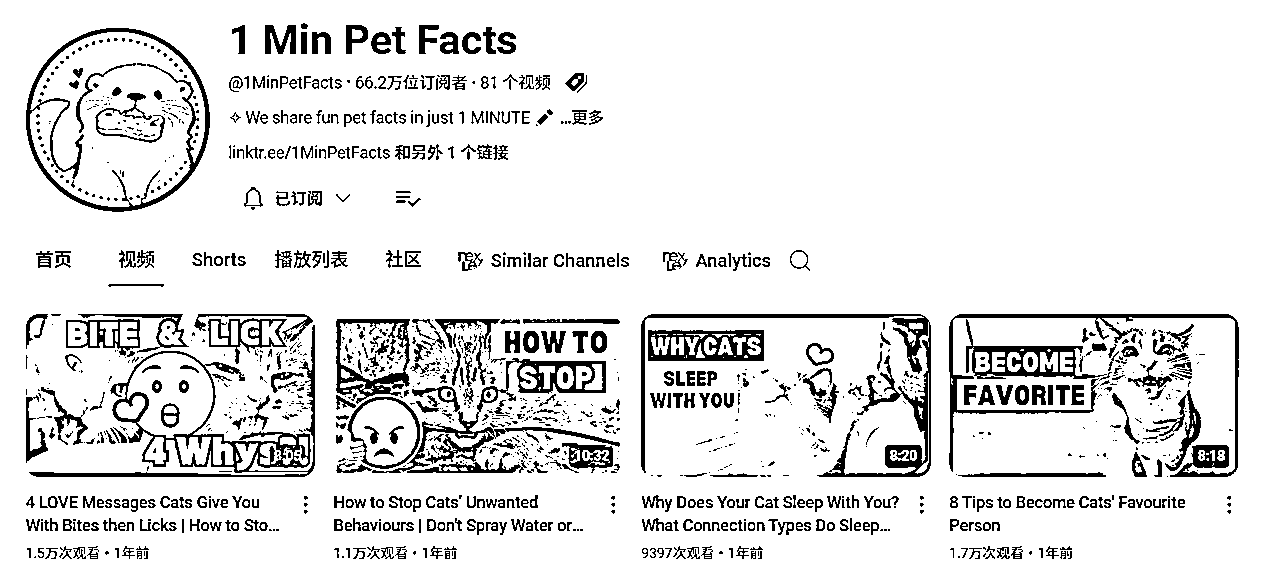 1 Min Pet Facts
@1MinPetFacts · 66.2万位订阅者 · 81 个视频
✧ We share fun pet facts in just 1 MINUTE ...更多
linktr.ee/1MinPetFacts 和另外 1 个链接
已订阅
首页 视频 Shorts 播放列表 社区 Similar Channels Analytics
BITE & LICK
4 Whys?!
HOW TO
STOP
10:32
WHY CATS
SLEEP
WITH YOU
8:20
BECOME
FAVORITE
8:18
4 LOVE Messages Cats Give You
With Bites then Licks | How to Sto...
1.5万次观看 · 1年前
How to Stop Cats’ Unwanted
Behaviours | Don't Spray Water or...
1.1万次观看 · 1年前
Why Does Your Cat Sleep With You?
What Connection Types Do Sleep...
9397次观看 · 1年前
8 Tips to Become Cats' Favourite
Person
1.7万次观看 · 1年前